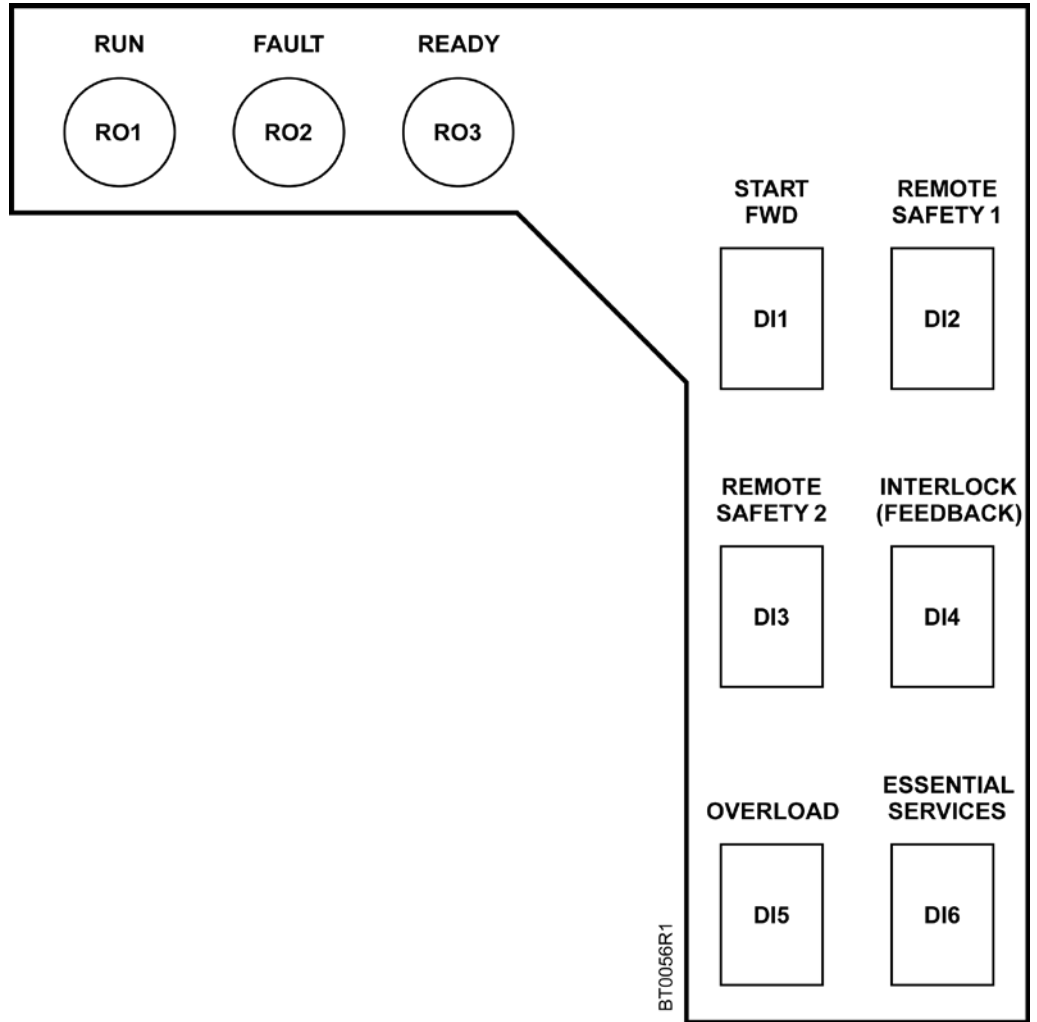 RUN FAULT READY
RO1 RO2 RO3
START REMOTE
FWD SAFETY 1
DI1 DI2
REMOTE INTERLOCK
SAFETY 2 (FEEDBACK)
DI3 DI4
ESSENTIAL
OVERLOAD SERVICES
DI5 DI6
BT0056R1